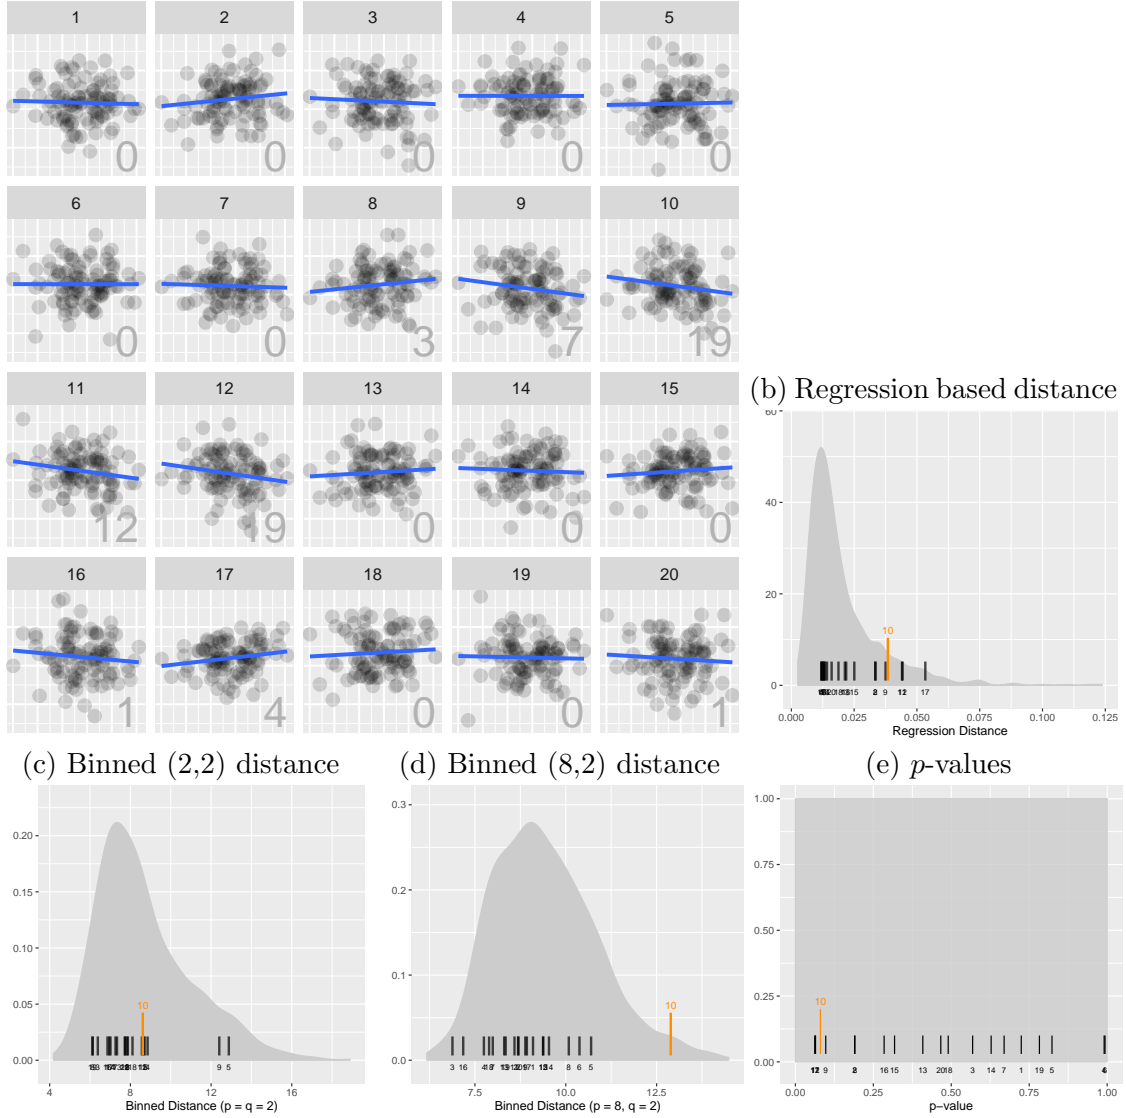 1 2 3 4 5
0 0 0 0 0
6 7 8 9 10
0 0 3 7 19
11 12 13 14 15
12 19 0 0 0
16 17 18 19 20
1 4 0 0 1
(b) Regression based distance
60
40
20
0
10
20 18 15 9 17
0.000 0.025 0.050 0.075 0.100 0.125
Regression Distance
(c) Binned (2,2) distance
0.20
0.15
0.10
0.05
0.00
10
9 5
4 8 12 16
Binned Distance (p = q = 2)
(d) Binned (8,2) distance
0.3
0.2
0.1
0.0
10
3 16 1 14 8 6 5
7.5 10.0 12.5
Binned Distance (p = 8, q = 2)
(e) p-values
1.00
0.75
0.50
0.25
0.00
10
9 16 15 13 20 18 3 14 7 1 19 5
0.00 0.25 0.50 0.75 1.00
p-value